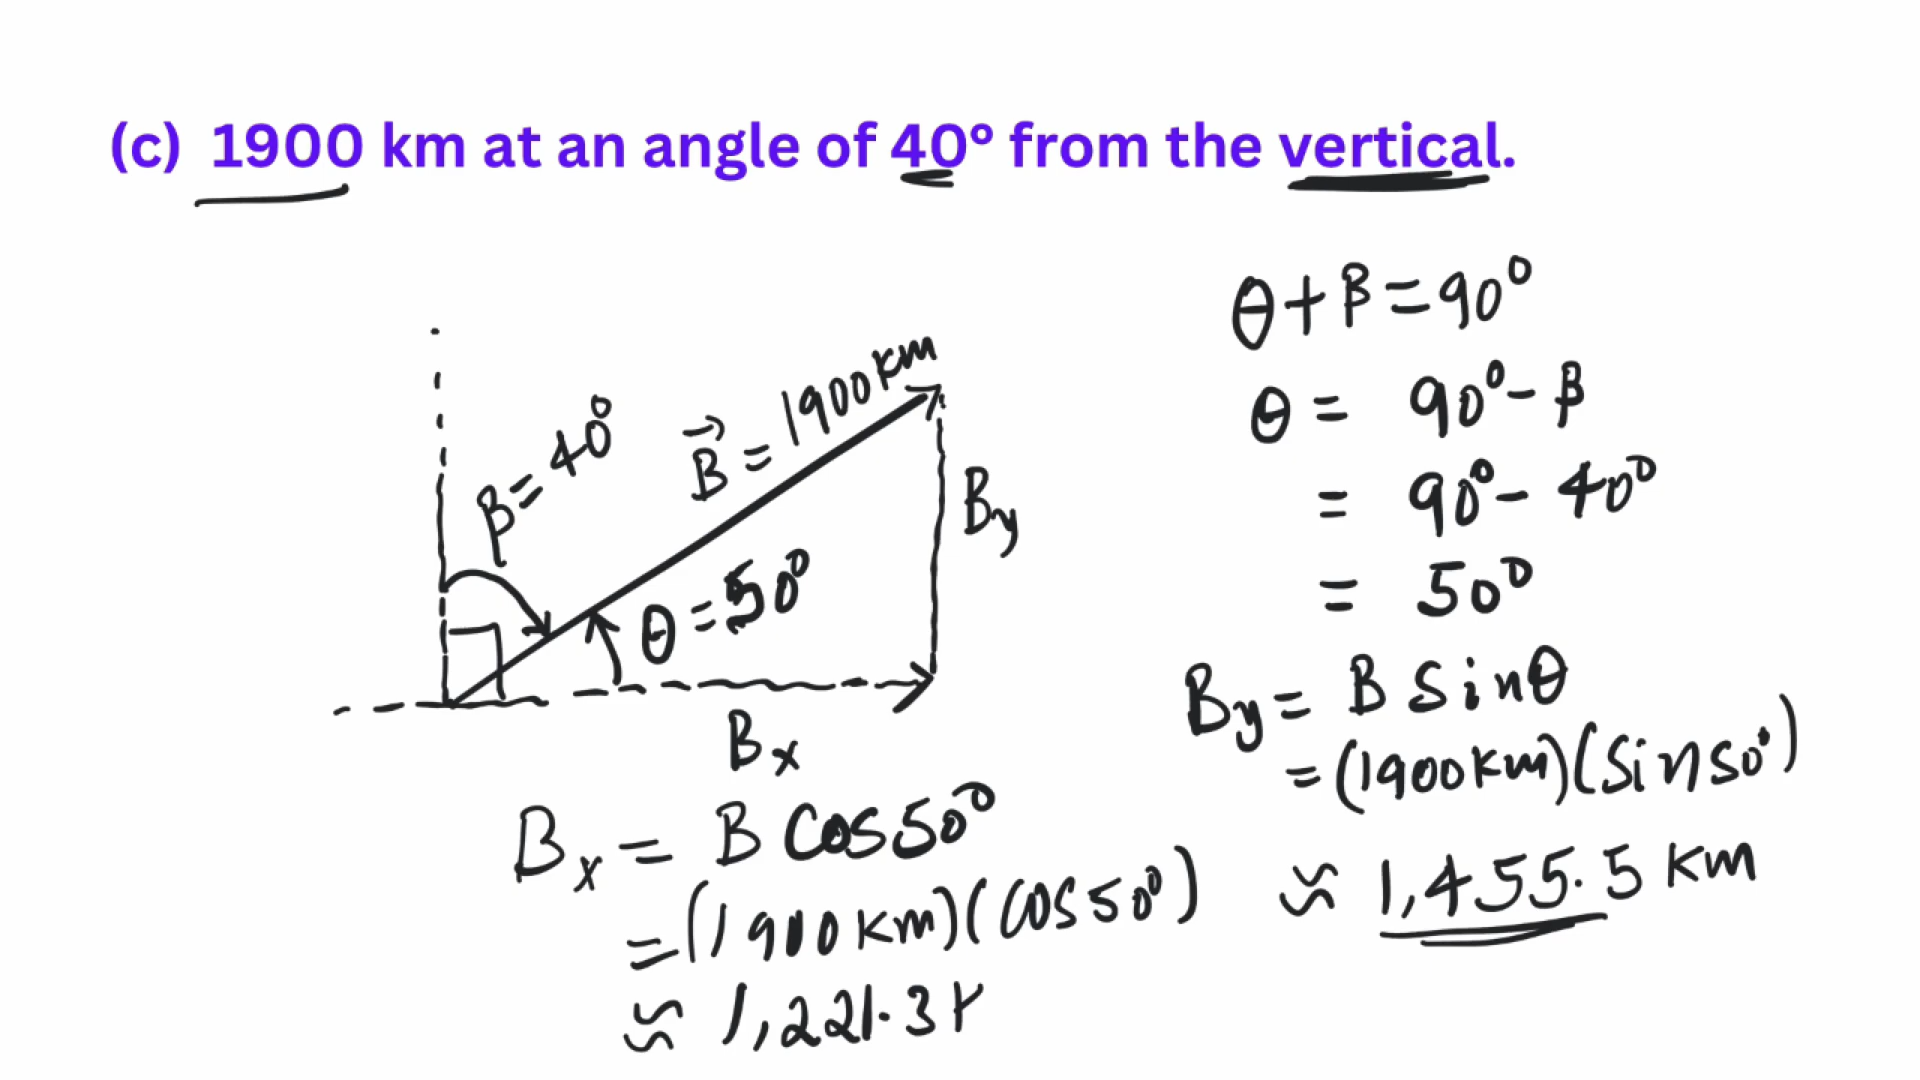 (c) 1900 km at an angle of 40° from the vertical.
θ + β = 90°
θ = 90° - β
= 90° - 40°
= 50°
β = 40°
B⃗ = 1900 km
θ = 50°
By
Bx
By = B sinθ
= (1900 km)(sin 50°)
≈ 1,455.5 km
Bx = B cos 50°
= (1900 km)(cos 50°)
≈ 1,221.3